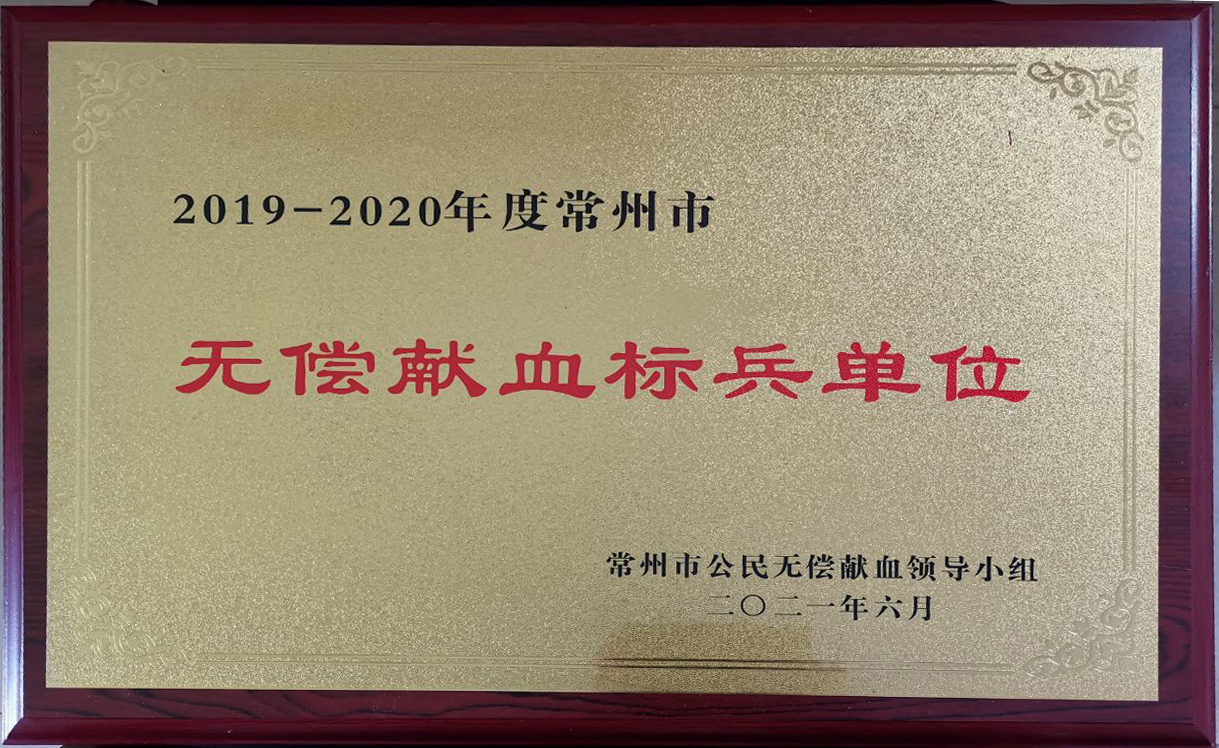 2019-2020年度常州市
无偿献血标兵单位
常州市公民无偿献血领导小组
二〇二一年六月